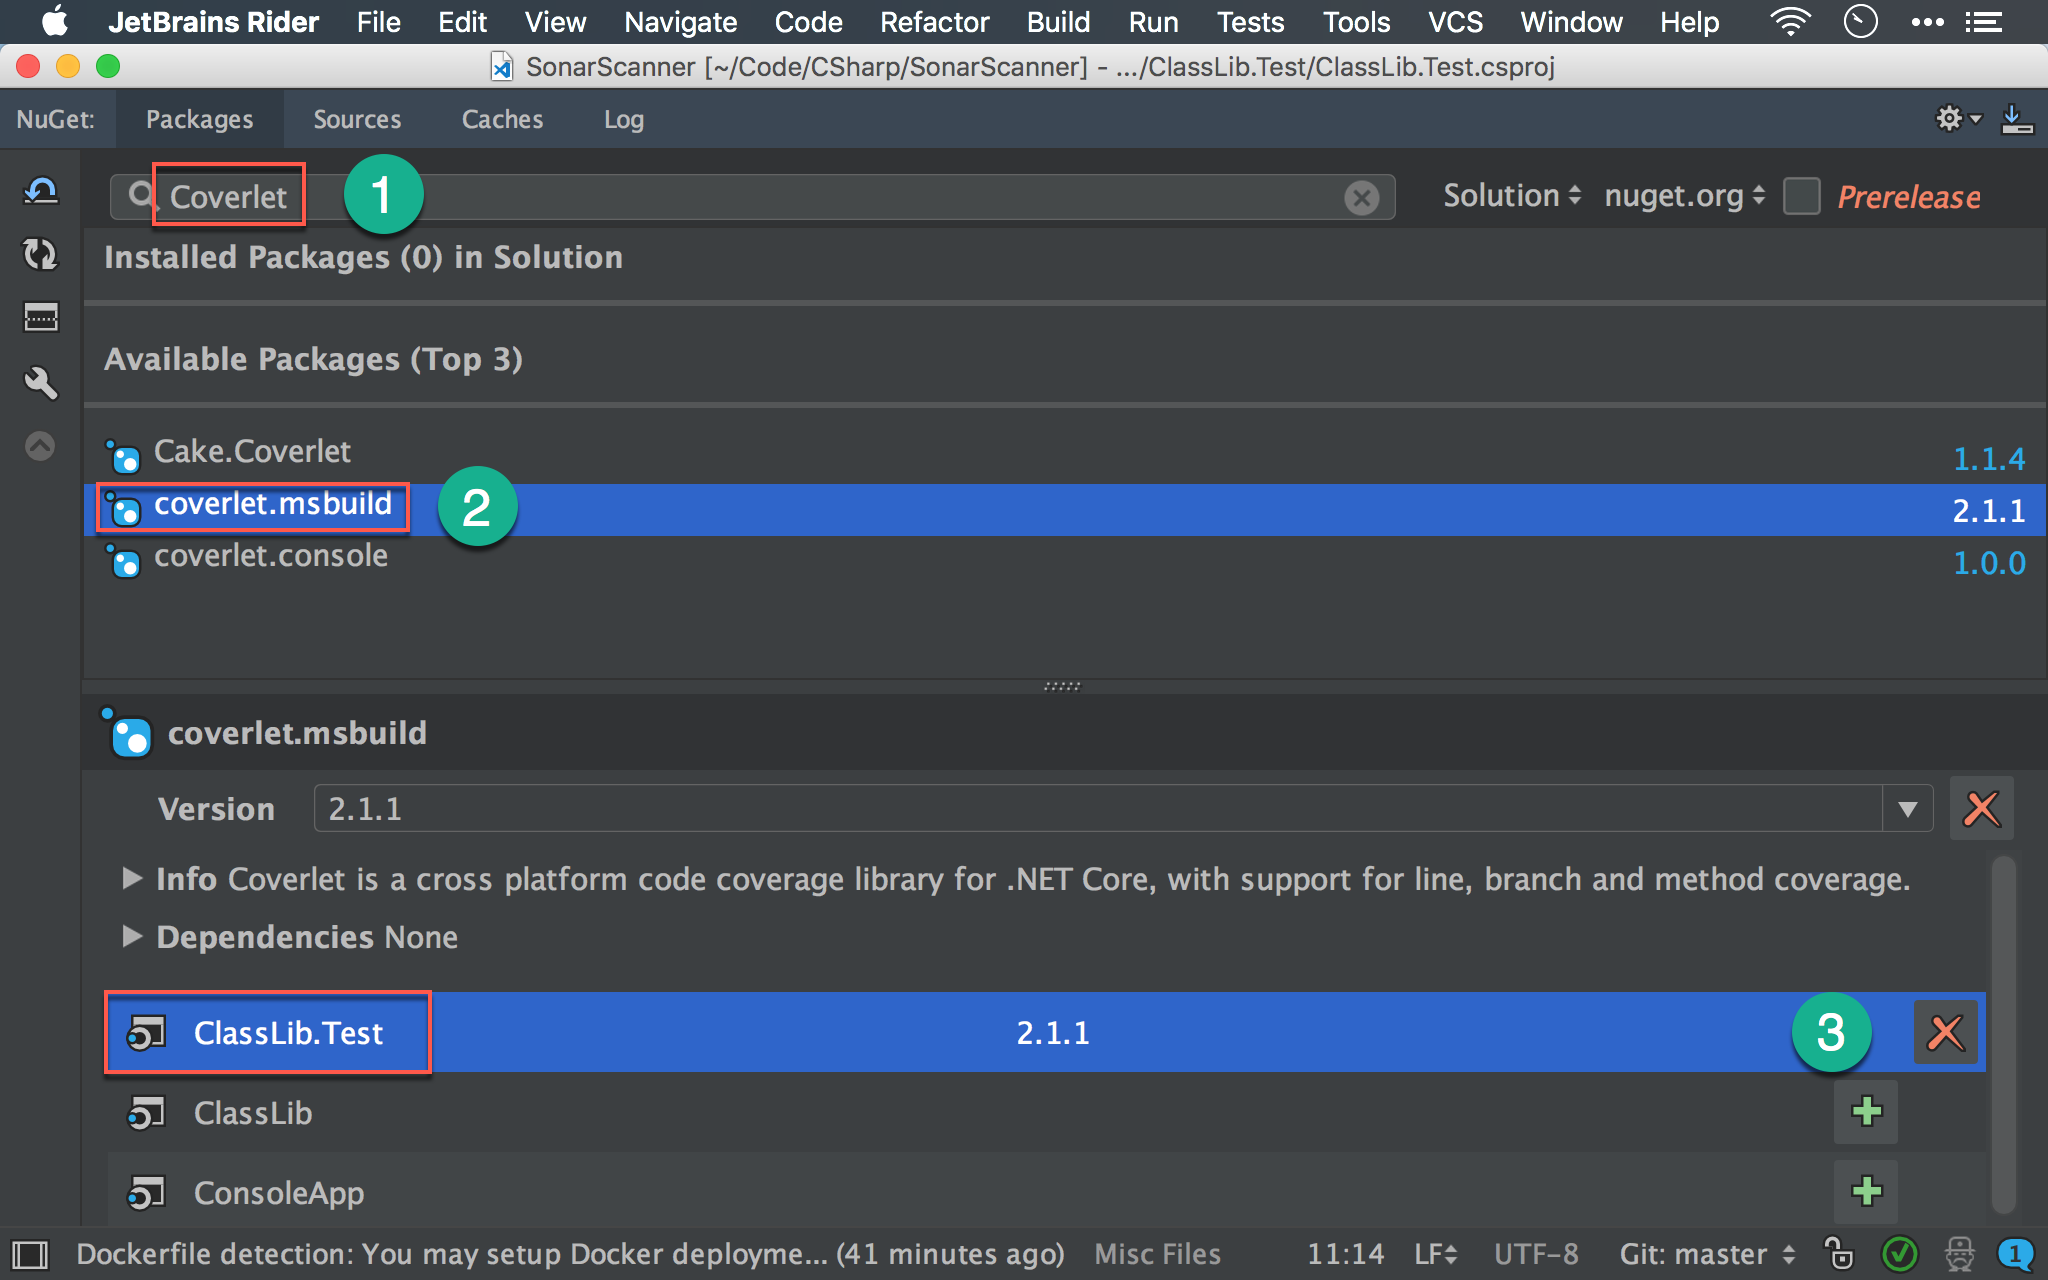 JetBrains Rider File Edit View Navigate Code Refactor Build Run Tests Tools VCS Window Help
SonarScanner [~/Code/CSharp/SonarScanner] - .../ClassLib.Test/ClassLib.Test.csproj
NuGet: Packages Sources Caches Log
Coverlet 1 Solution nuget.org Prerelease
Installed Packages (0) in Solution
Available Packages (Top 3)
Cake.Coverlet 1.1.4
coverlet.msbuild 2 2.1.1
coverlet.console 1.0.0
coverlet.msbuild
Version 2.1.1
Info Coverlet is a cross platform code coverage library for .NET Core, with support for line, branch and method coverage.
Dependencies None
ClassLib.Test 2.1.1 3
ClassLib
ConsoleApp
Dockerfile detection: You may setup Docker deployme... (41 minutes ago) Misc Files 11:14 LF UTF-8 Git: master 1